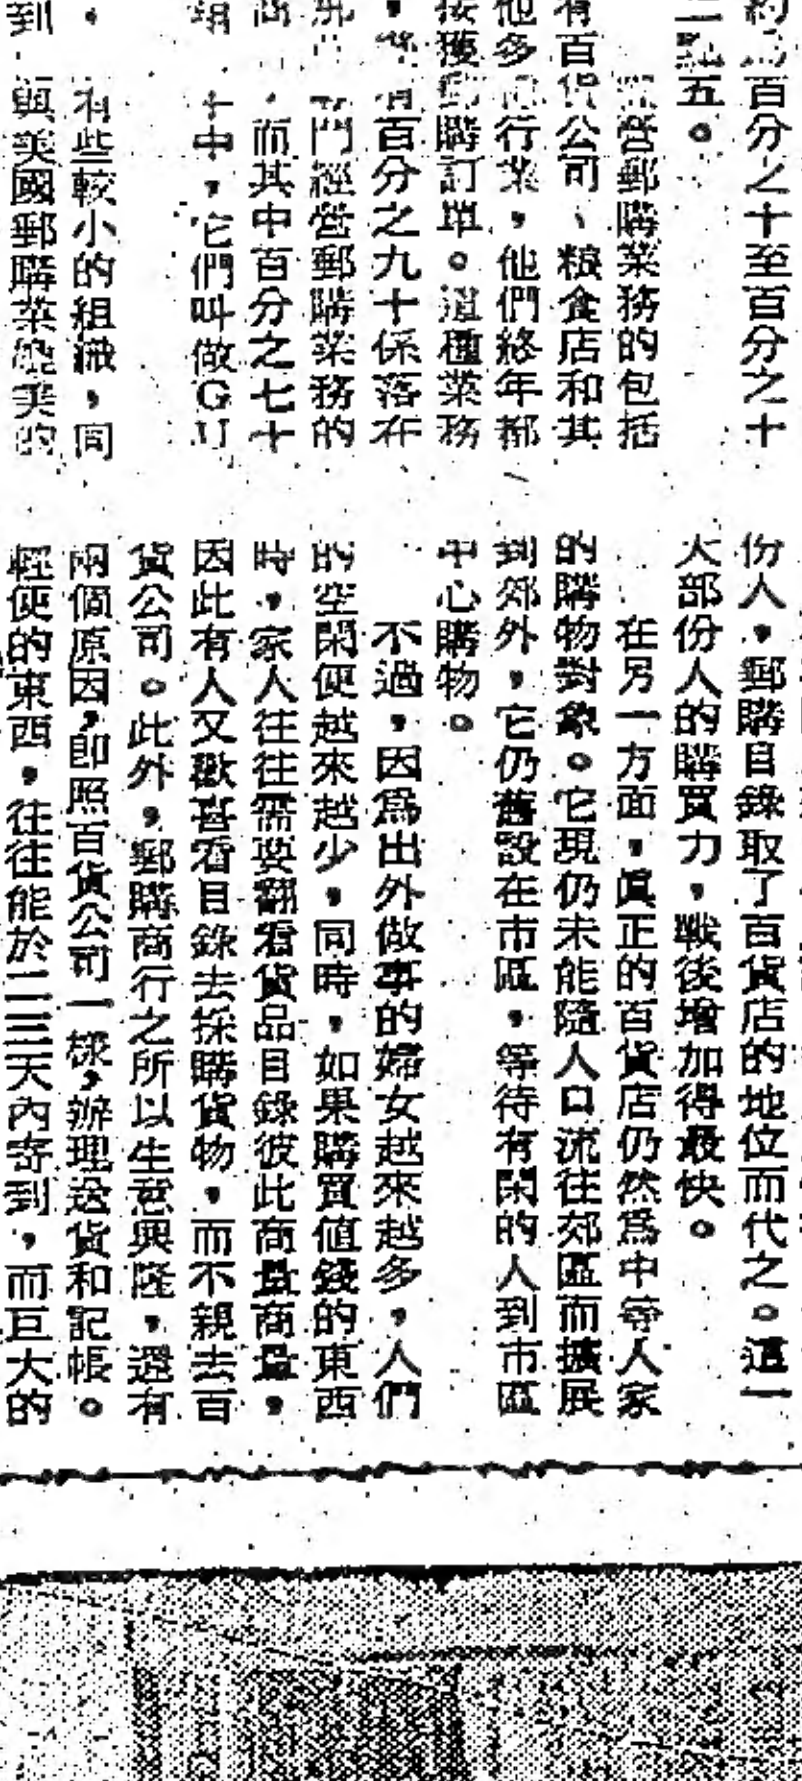 約 百分之十至百分之十
五。
營郵購業務的包括
有百貨公司、粮食店和其
他多 行業，他們終年都
接獲郵購訂單。這種業務
， 百分之九十係落在
門經營郵購業務的
，而其中百分之七十
中，它們叫做GU
有些較小的組織，同
到 與美國郵購業 美的
份人，郵購目錄取了百貨店的地位而代之。這一
大部份人的購買力，戰後增加得最快。
在另一方面，眞正的百貨店仍然爲中等人家
的購物對象。它現仍未能隨人口流往郊區而擴展
到郊外，它仍舊設在市區，等待有閑的人到市區
中心購物。
不過，因爲出外做事的婦女越來越多，人們
的空閑便越來越少，同時，如果購買值錢的東西
時，家人往往需要翻看貨品目錄彼此商量商量，
因此有人又歡喜看目錄去採購貨物，而不親去百
貨公司。此外，郵購商行之所以生意興隆，還有
兩個原因，卽照百貨公司一樣，辦理送貨和記帳。
輕便的東西，往往能於二三天內寄到，而巨大的